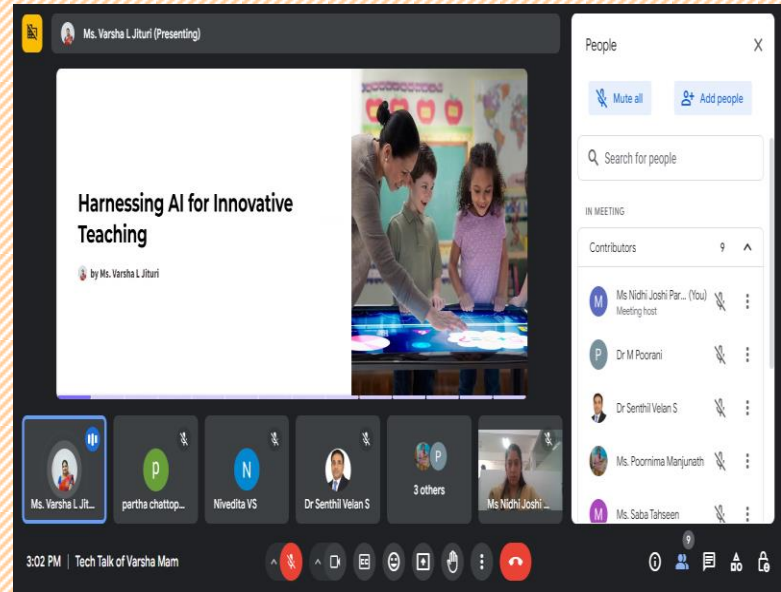 Ms. Varsha L Jituri (Presenting)
Harnessing AI for Innovative
Teaching
by Ms. Varsha L Jituri
Ms. Varsha L Jit...
P
partha chattop...
N
Nivedita VS
Dr Senthil Velan S
P
3 others
Ms Nidhi Joshi ...
3:02 PM | Tech Talk of Varsha Mam
CC
9
People
Mute all
Add people
Search for people
IN MEETING
Contributors 9
M
Ms Nidhi Joshi Par... (You)
Meeting host
P
Dr M Poorani
Dr Senthil Velan S
Ms. Poornima Manjunath
M
Ms. Saba Tahseen